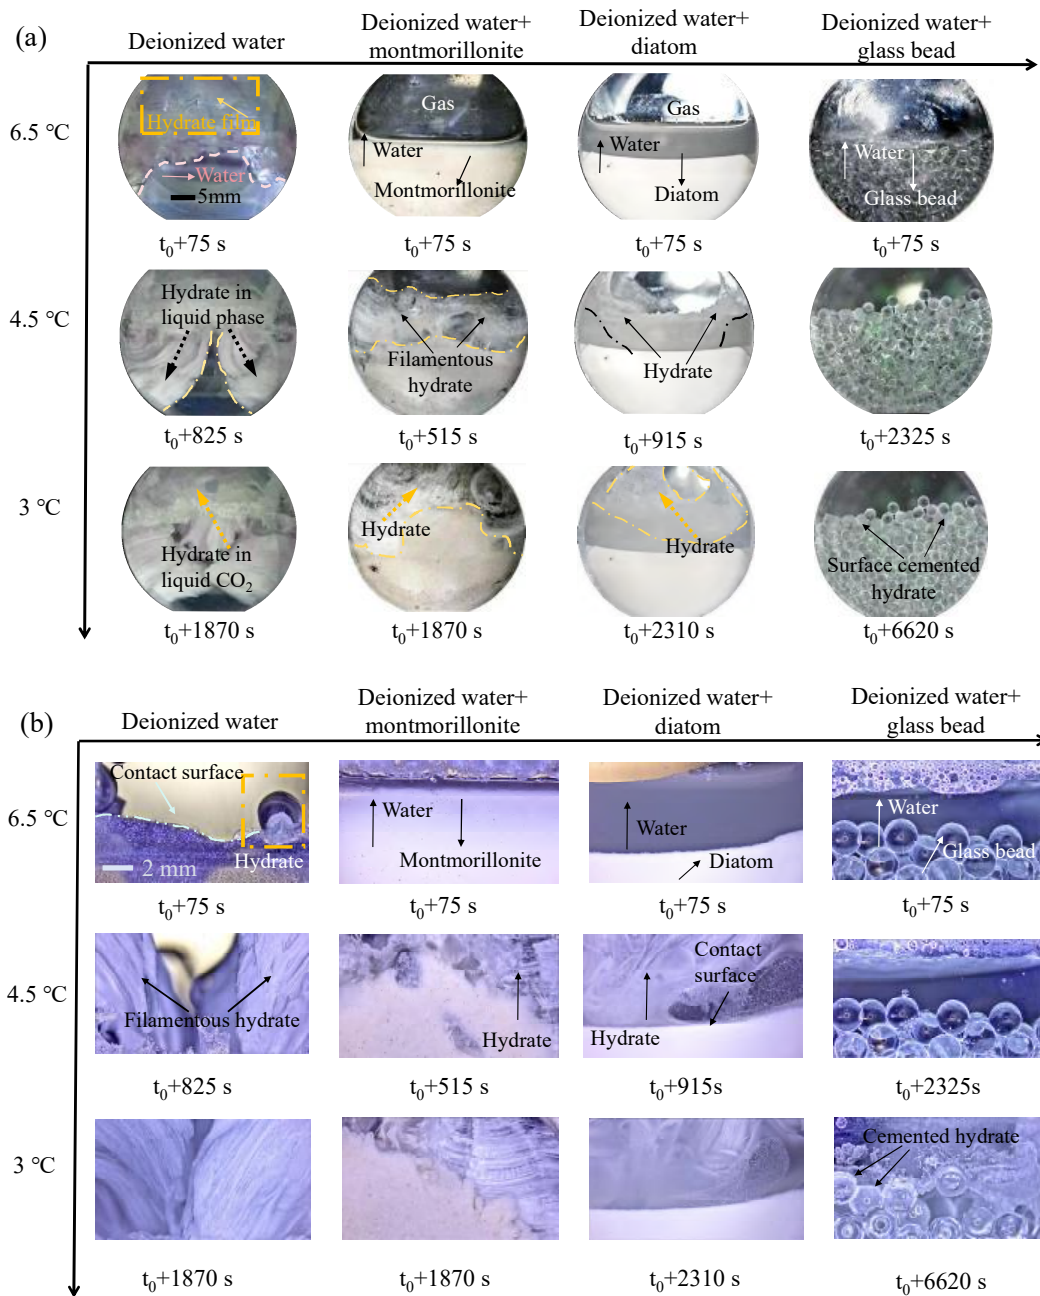 (a)
Deionized water
Deionized water+
montmorillonite
Deionized water+
diatom
Deionized water+
glass bead
6.5 ℃
Hydrate film
Water
5mm
Gas
Water
Montmorillonite
Gas
Water
Diatom
Water
Glass bead
t₀+75 s
t₀+75 s
t₀+75 s
t₀+75 s
4.5 ℃
Hydrate in
liquid phase
Filamentous
hydrate
Hydrate
t₀+825 s
t₀+515 s
t₀+915 s
t₀+2325 s
3 ℃
Hydrate in
liquid CO₂
Hydrate
Hydrate
Surface cemented
hydrate
t₀+1870 s
t₀+1870 s
t₀+2310 s
t₀+6620 s
(b)
Deionized water
Deionized water+
montmorillonite
Deionized water+
diatom
Deionized water+
glass bead
6.5 ℃
Contact surface
Hydrate
2 mm
Water
Montmorillonite
Water
Diatom
Water
Glass bead
t₀+75 s
t₀+75 s
t₀+75 s
t₀+75 s
4.5 ℃
Filamentous hydrate
Hydrate
Contact
surface
Hydrate
t₀+825 s
t₀+515 s
t₀+915s
t₀+2325s
3 ℃
Cemented hydrate
t₀+1870 s
t₀+1870 s
t₀+2310 s
t₀+6620 s